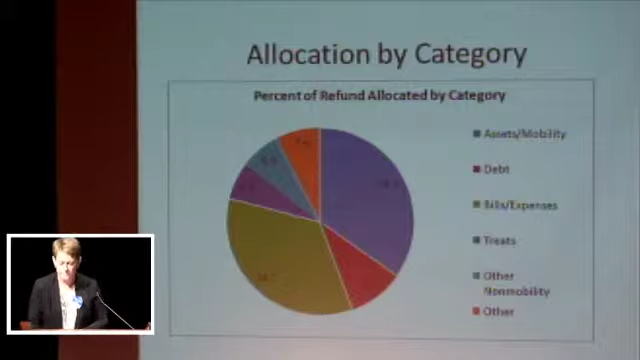 Allocation by Category
Percent of Refund Allocated by Category
Assets/Mobility
Debt
Bills/Expenses
Treats
Other
Nonmobility
Other